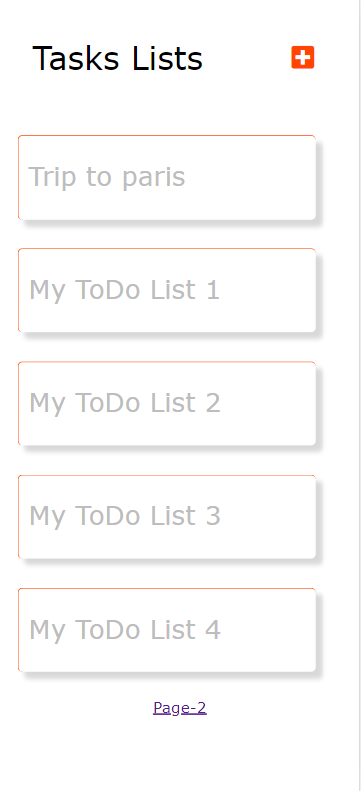 Tasks Lists
Trip to paris
My ToDo List 1
My ToDo List 2
My ToDo List 3
My ToDo List 4
Page-2